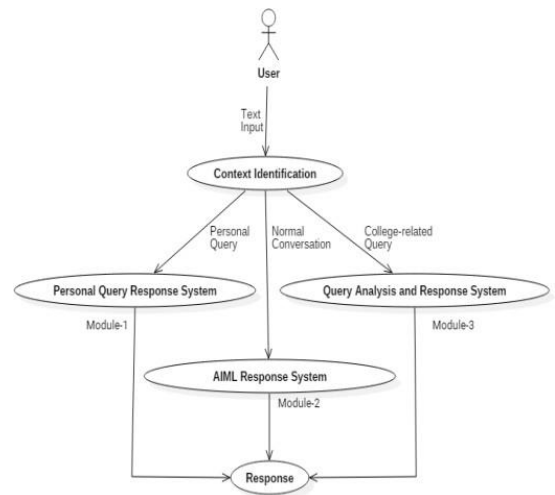 User
Text
Input
Context Identification
Personal
Query
Normal
Conversation
College-related
Query
Personal Query Response System
Query Analysis and Response System
Module-1
Module-3
AIML Response System
Module-2
Response